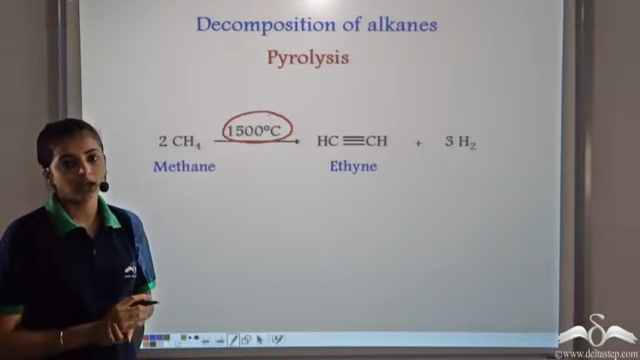 Decomposition of alkanes
Pyrolysis
2 CH₄ 1500°C HC≡CH + 3 H₂
Methane Ethyne
©www.deltastep.com